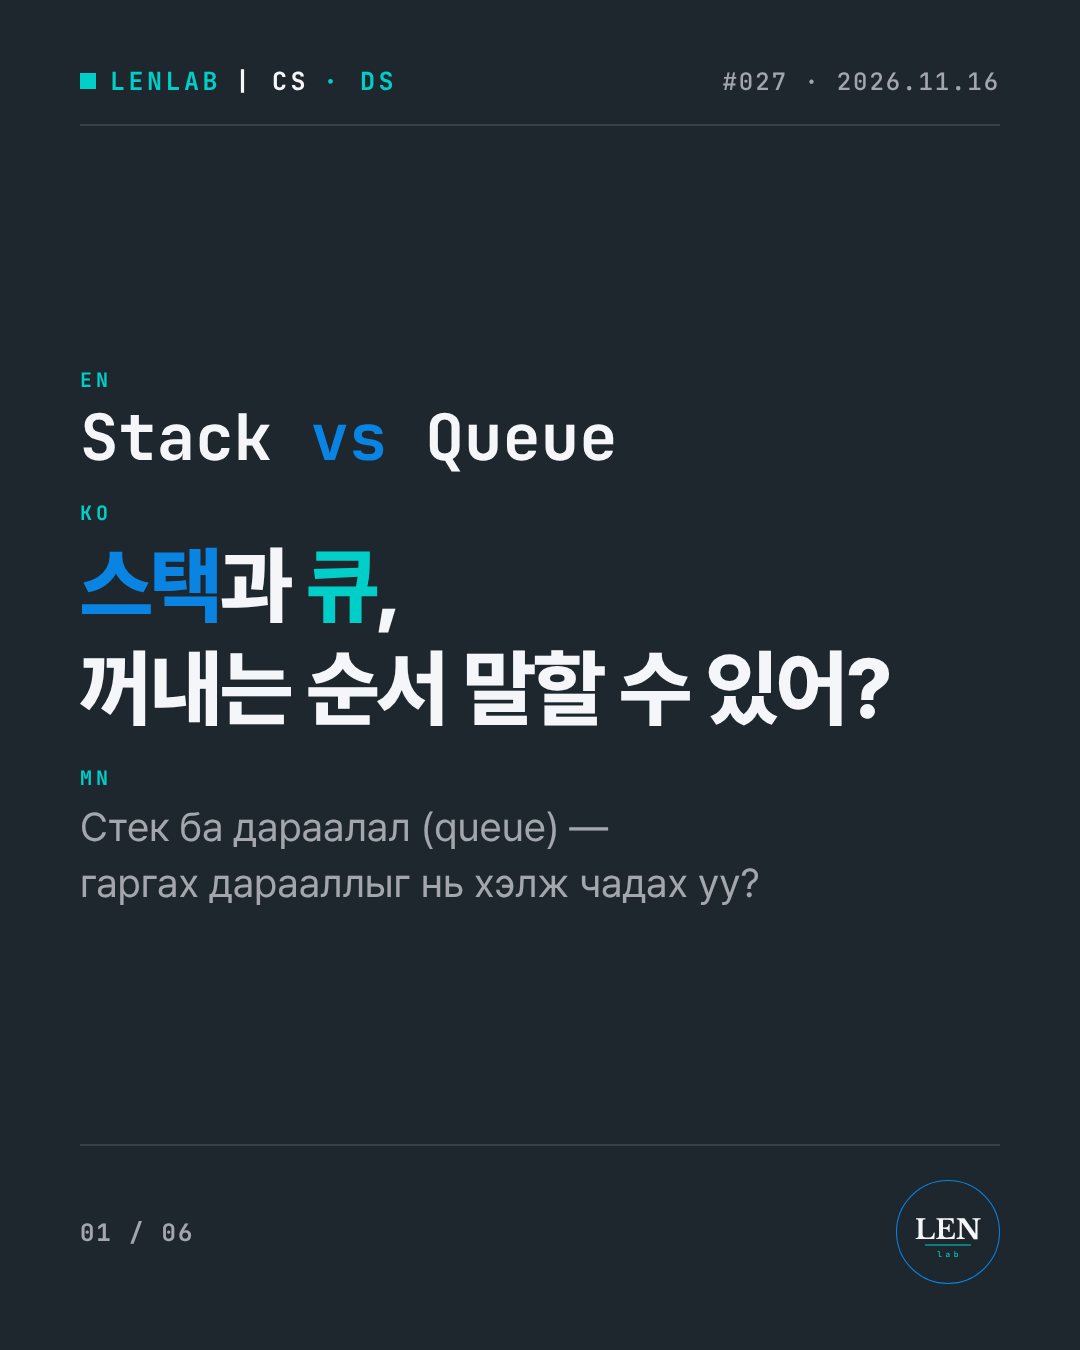 LENLAB | CS · DS
#027 · 2026.11.16
EN
Stack vs Queue
KO
스택과 큐,
꺼내는 순서 말할 수 있어?
MN
Стек ба дараалал (queue) —
гаргах дарааллыг нь хэлж чадах уу?
01 / 06
LEN
lab